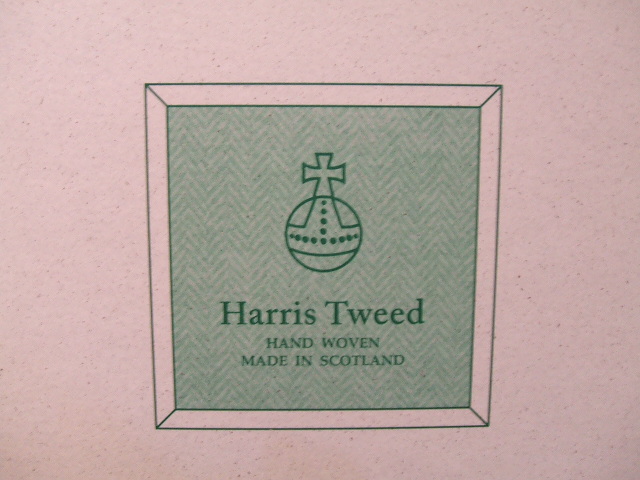 Harris Tweed
HAND WOVEN
MADE IN SCOTLAND